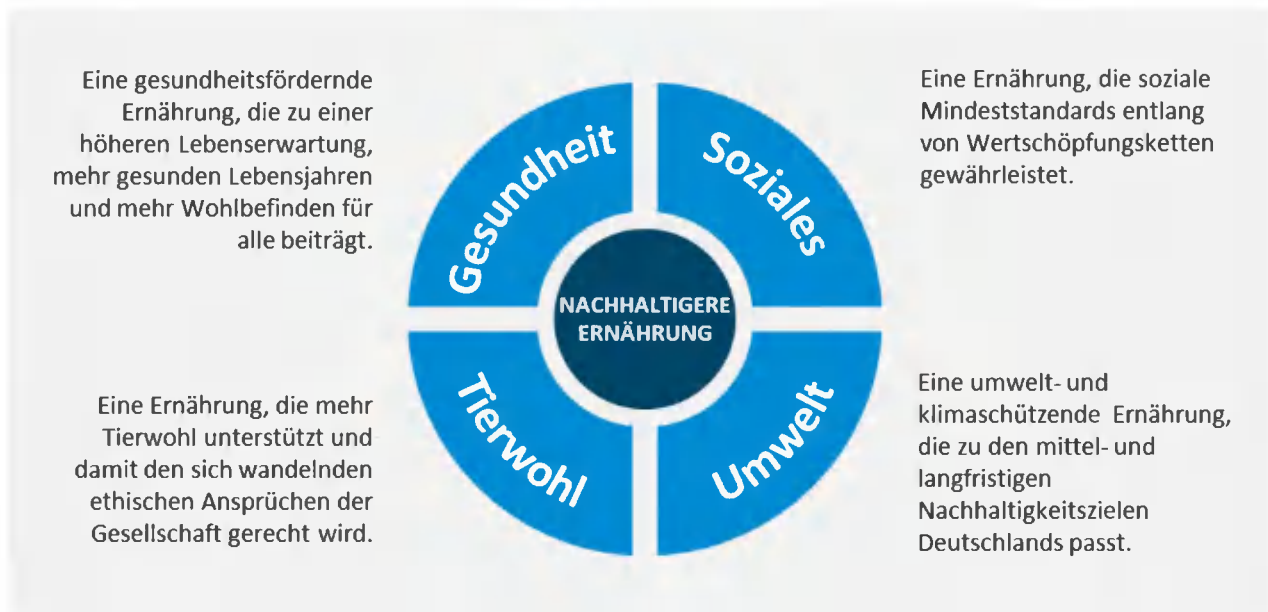 Eine gesundheitsfördernde
Ernährung, die zu einer
höheren Lebenserwartung,
mehr gesunden Lebensjahren
und mehr Wohlbefinden für
alle beiträgt.
Gesundheit
Soziales
Eine Ernährung, die soziale
Mindeststandards entlang
von Wertschöpfungsketten
gewährleistet.
NACHHALTIGERE
ERNÄHRUNG
Eine Ernährung, die mehr
Tierwohl unterstützt und
damit den sich wandelnden
ethischen Ansprüchen der
Gesellschaft gerecht wird.
Tierwohl
Umwelt
Eine umwelt- und
klimaschützende Ernährung,
die zu den mittel- und
langfristigen
Nachhaltigkeitszielen
Deutschlands passt.